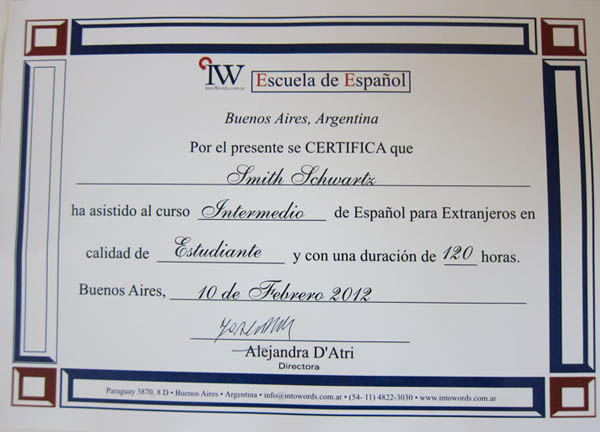 IW
IntoWords.com.ar
Escuela de Español
Buenos Aires, Argentina
Por el presente se CERTIFICA que
Smith Schwartz
ha asistido al curso Intermedio de Español para Extranjeros en
calidad de Estudiante y con una duración de 120 horas.
Buenos Aires, 10 de Febrero 2012
Alejandra D'Atri
Directora
Paraguay 3870, 8 D • Buenos Aires • Argentina • info@intowords.com.ar • (54- 11) 4822-3030 • www.intowords.com.ar